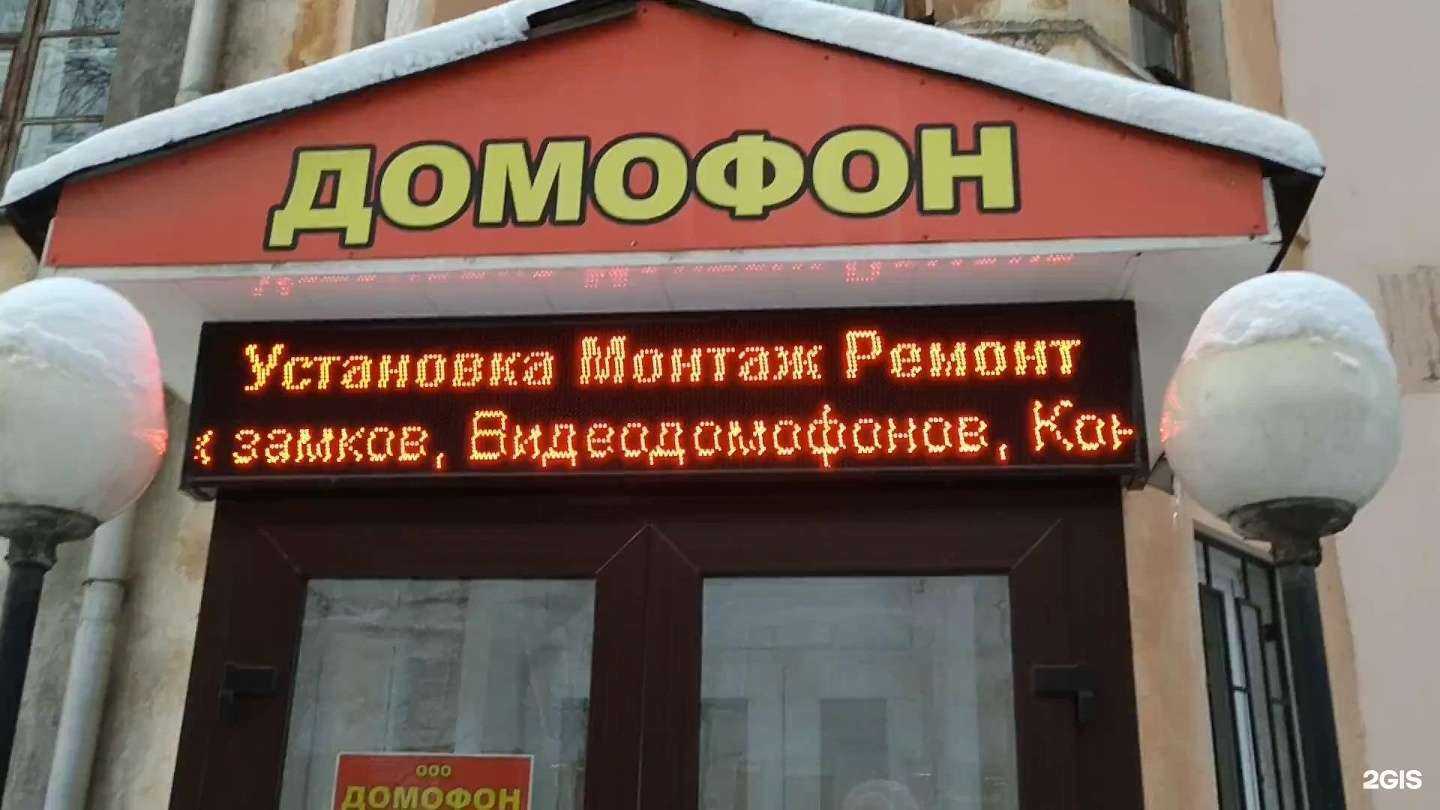 ДОМОФОН
Установка Монтаж Ремонт
замков, Видеодомофонов,
ООО
ДОМОФОН
2GIS